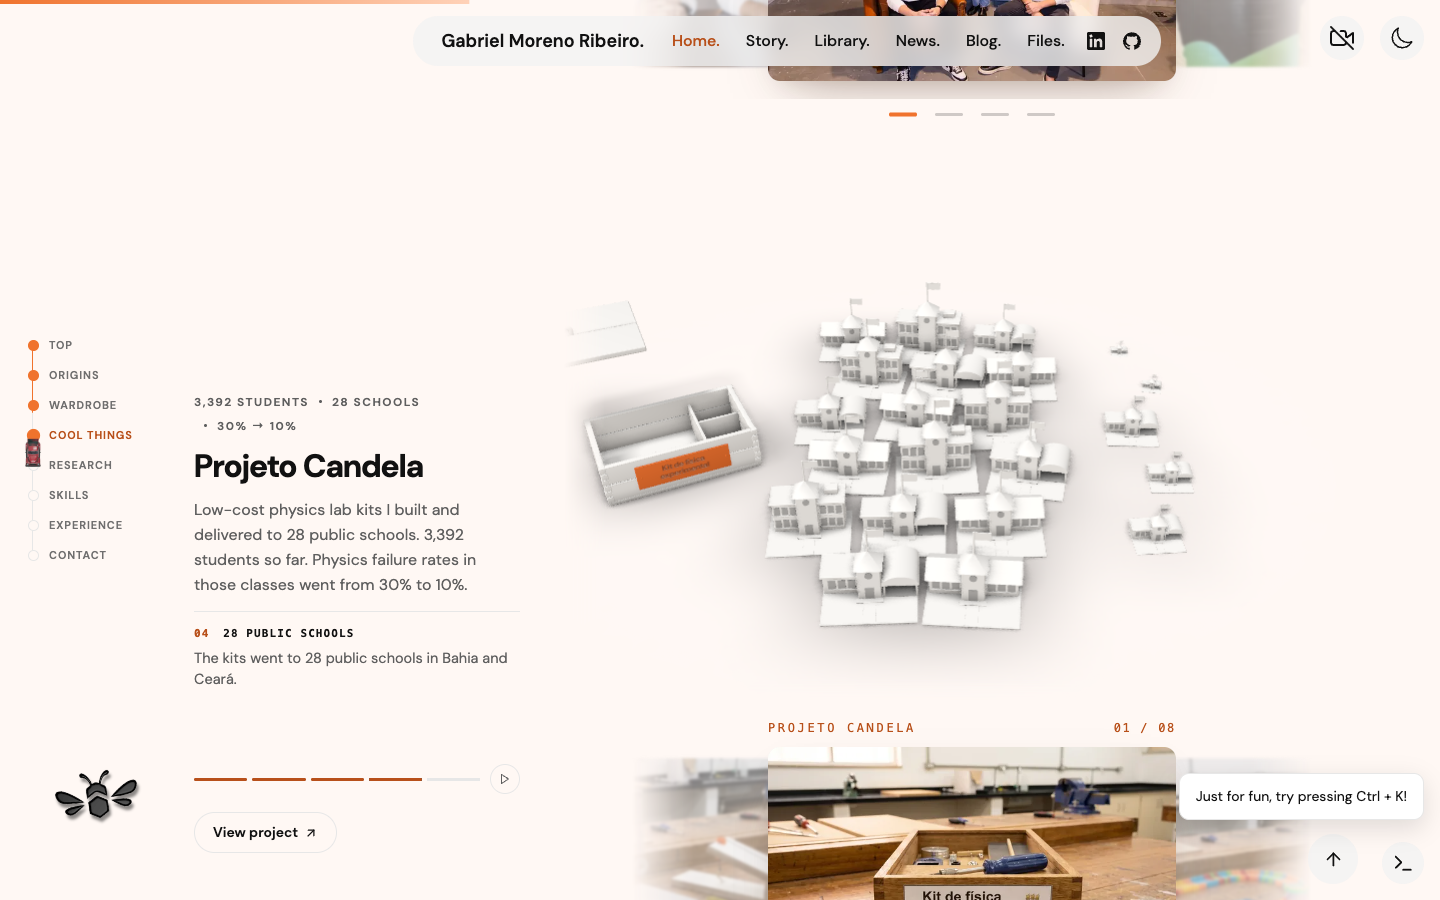 Gabriel Moreno Ribeiro.
Home.
Story.
Library.
News.
Blog.
Files.
TOP
ORIGINS
WARDROBE
COOL THINGS
RESEARCH
SKILLS
EXPERIENCE
CONTACT
3,392 STUDENTS • 28 SCHOOLS
• 30% → 10%
Projeto Candela
Low-cost physics lab kits I built and
delivered to 28 public schools. 3,392
students so far. Physics failure rates in
those classes went from 30% to 10%.
04 28 PUBLIC SCHOOLS
The kits went to 28 public schools in Bahia and
Ceará.
View project
Kit de física
experimental
PROJETO CANDELA
01 / 08
Kit de física
Just for fun, try pressing Ctrl + K!